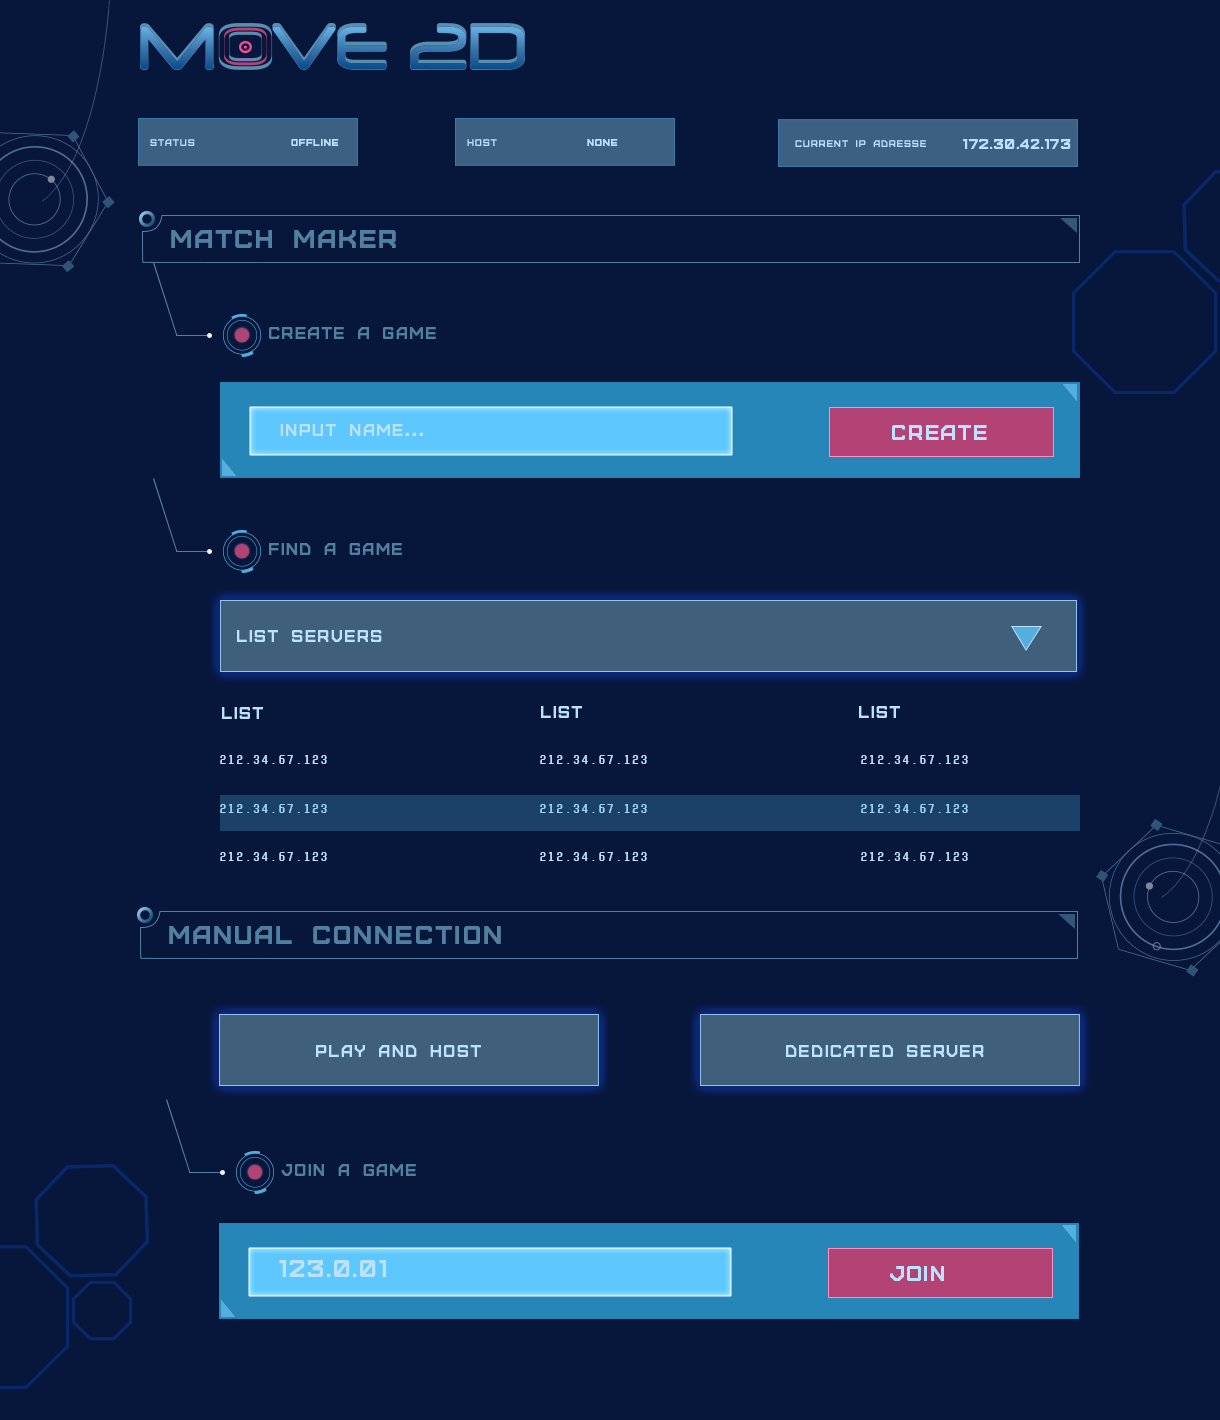 MOVE 2D
STATUS OFFLINE HOST NONE CURRENT IP ADRESSE 172.30.42.173
MATCH MAKER
CREATE A GAME
INPUT NAME... CREATE
FIND A GAME
LIST SERVERS
LIST LIST LIST
212.34.67.123 212.34.67.123 212.34.67.123
212.34.67.123 212.34.67.123 212.34.67.123
212.34.67.123 212.34.67.123 212.34.67.123
MANUAL CONNECTION
PLAY AND HOST DEDICATED SERVER
JOIN A GAME
123.0.01 JOIN